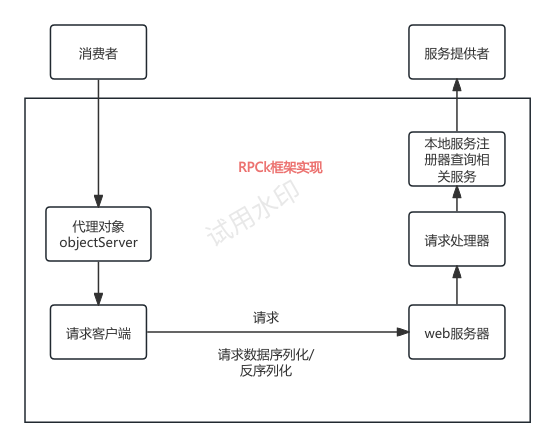 消费者
服务提供者
本地服务注
册器查询相
关服务
RPCk框架实现
试用水印
代理对象
objectServer
请求处理器
请求
请求客户端
web服务器
请求数据序列化/
反序列化